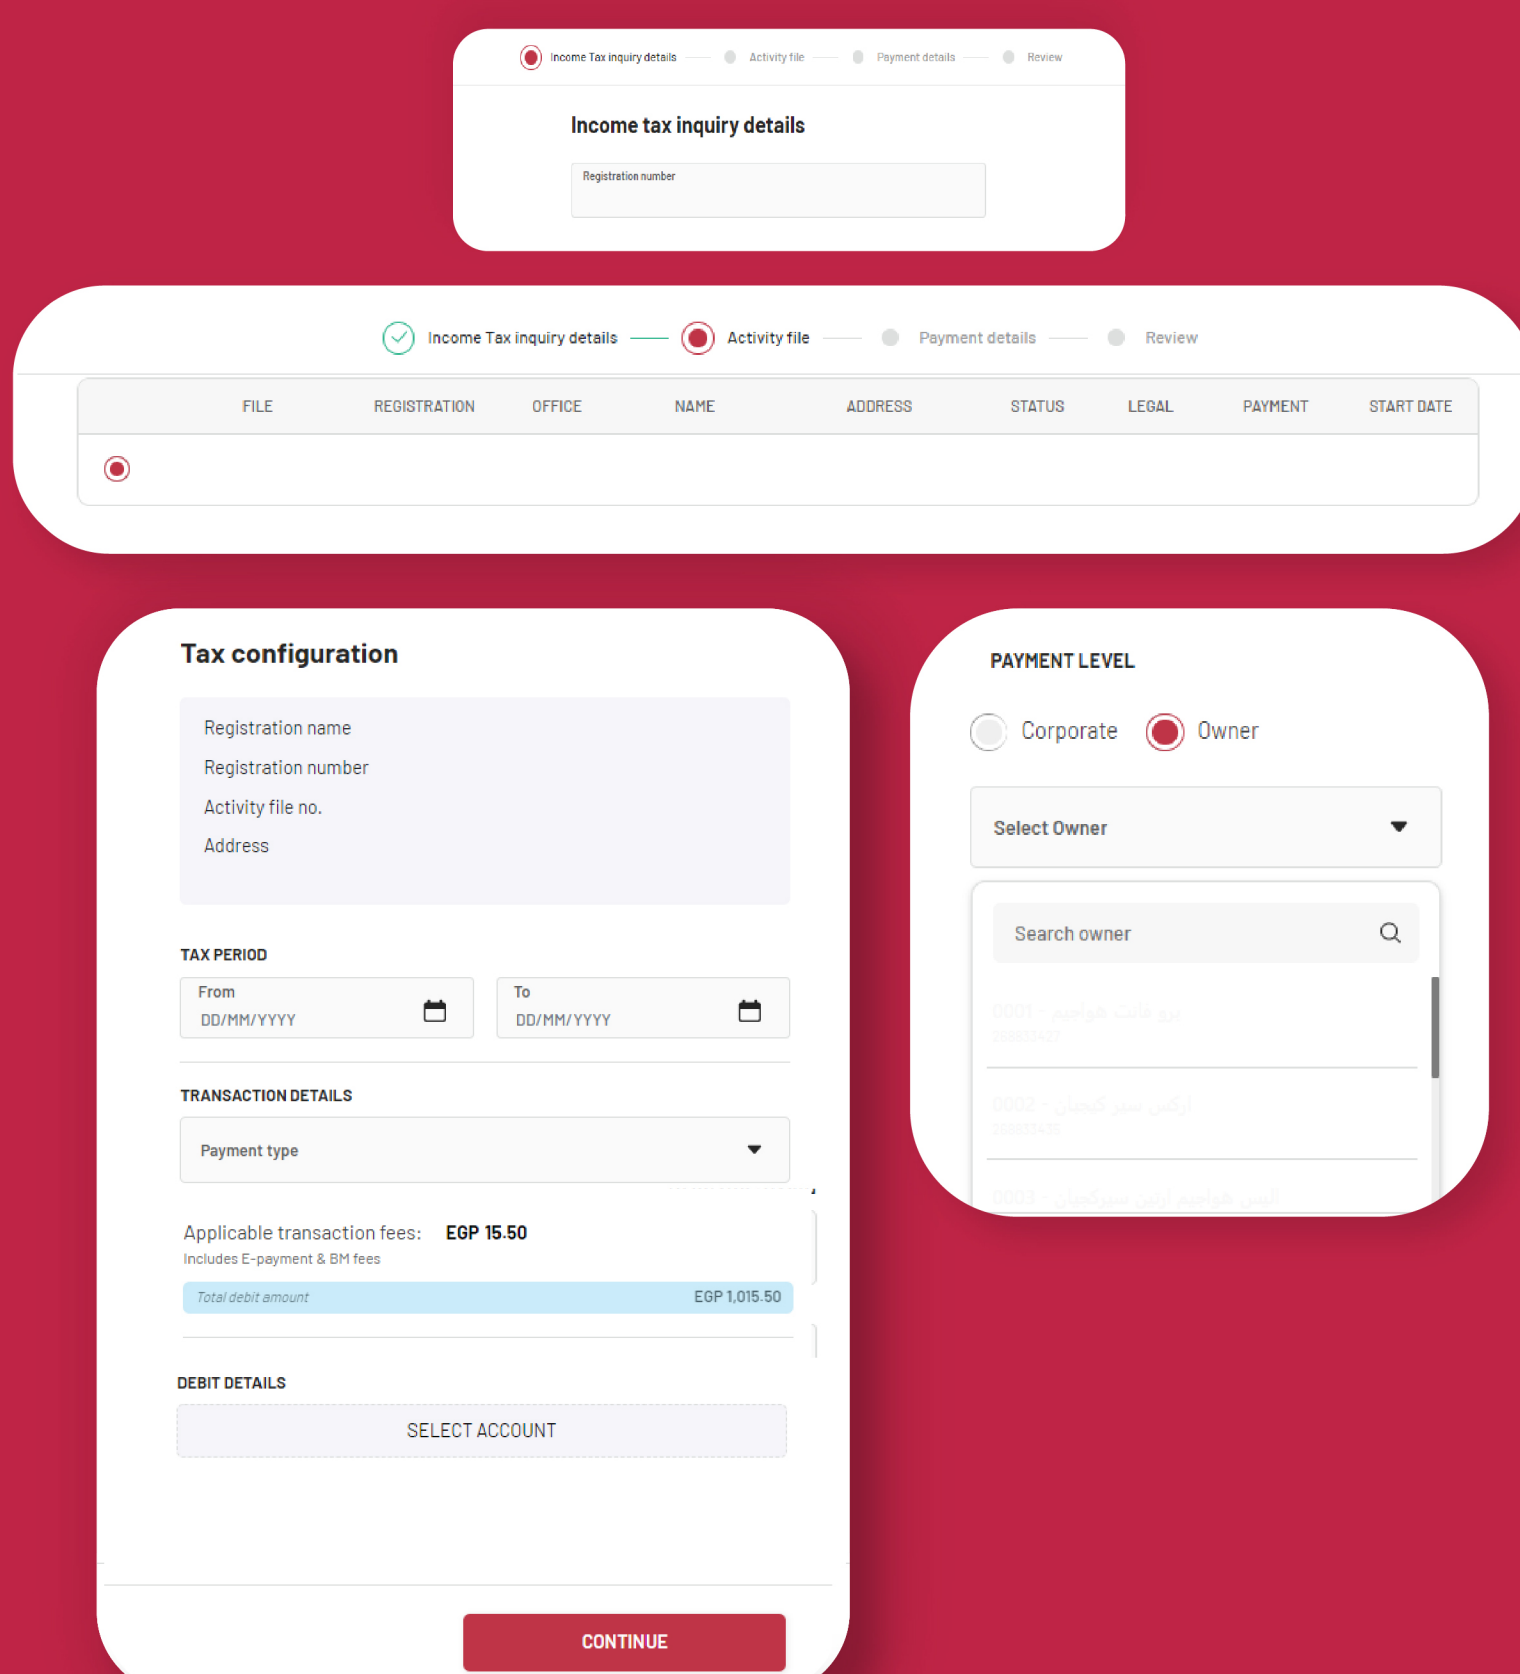 Income Tax inquiry details
Activity file
Payment details
Review
Income tax inquiry details
Registration number
Income Tax inquiry details
Activity file
Payment details
Review
FILE REGISTRATION OFFICE NAME ADDRESS STATUS LEGAL PAYMENT START DATE
Tax configuration
Registration name
Registration number
Activity file no.
Address
TAX PERIOD
From
DD/MM/YYYY
To
DD/MM/YYYY
TRANSACTION DETAILS
Payment type
Applicable transaction fees: EGP 15.50
Includes E-payment & BM fees
Total debit amount EGP 1,015.50
DEBIT DETAILS
SELECT ACCOUNT
CONTINUE
PAYMENT LEVEL
Corporate
Owner
Select Owner
Search owner
0001 -
0002 -
0003 -